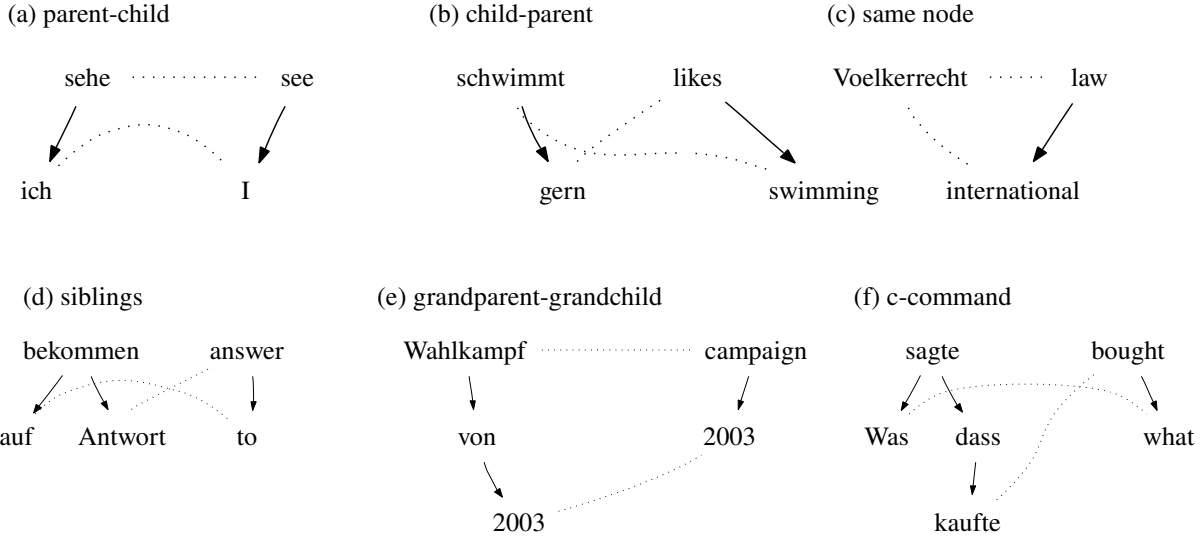 (a) parent-child (b) child-parent (c) same node
sehe see schwimmt likes Voelkerrecht law
ich I gern swimming international
(d) siblings (e) grandparent-grandchild (f) c-command
bekommen answer Wahlkampf campaign sagte bought
auf Antwort to von 2003 Was dass what
2003 kaufte